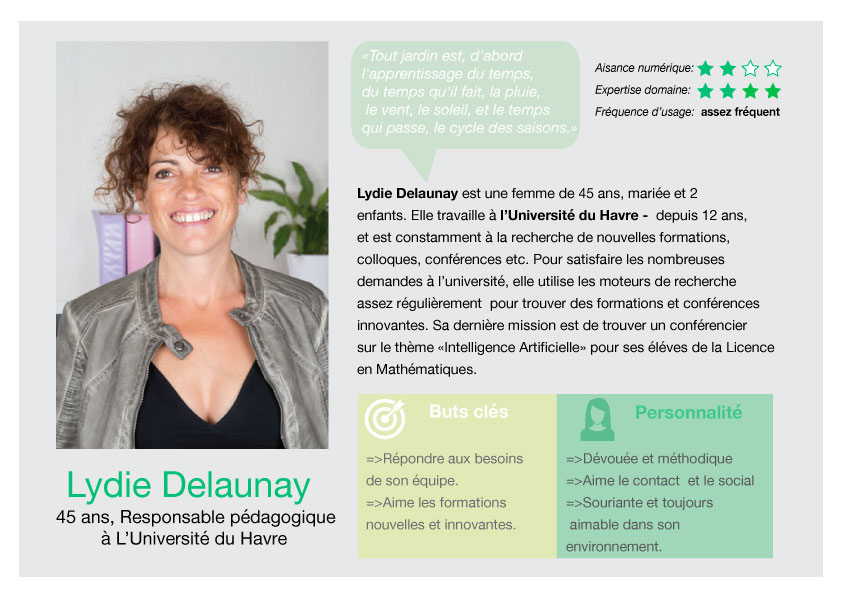 «Tout jardin est, d'abord
l'apprentissage du temps,
du temps qu'il fait, la pluie,
le vent, le soleil, et le temps
qui passe, le cycle des saisons.»
Aisance numérique:
Expertise domaine:
Fréquence d'usage: assez fréquent
Lydie Delaunay est une femme de 45 ans, mariée et 2
enfants. Elle travaille à l'Université du Havre - depuis 12 ans,
et est constamment à la recherche de nouvelles formations,
colloques, conférences etc. Pour satisfaire les nombreuses
demandes à l'université, elle utilise les moteurs de recherche
assez régulièrement pour trouver des formations et conférences
innovantes. Sa dernière mission est de trouver un conférencier
sur le thème «Intelligence Artificielle» pour ses éléves de la Licence
en Mathématiques.
Buts clés
=>Répondre aux besoins
de son équipe.
=>Aime les formations
nouvelles et innovantes.
Personnalité
=>Dévouée et méthodique
=>Aime le contact et le social
=>Souriante et toujours
aimable dans son
environnement.
Lydie Delaunay
45 ans, Responsable pédagogique
à L'Université du Havre